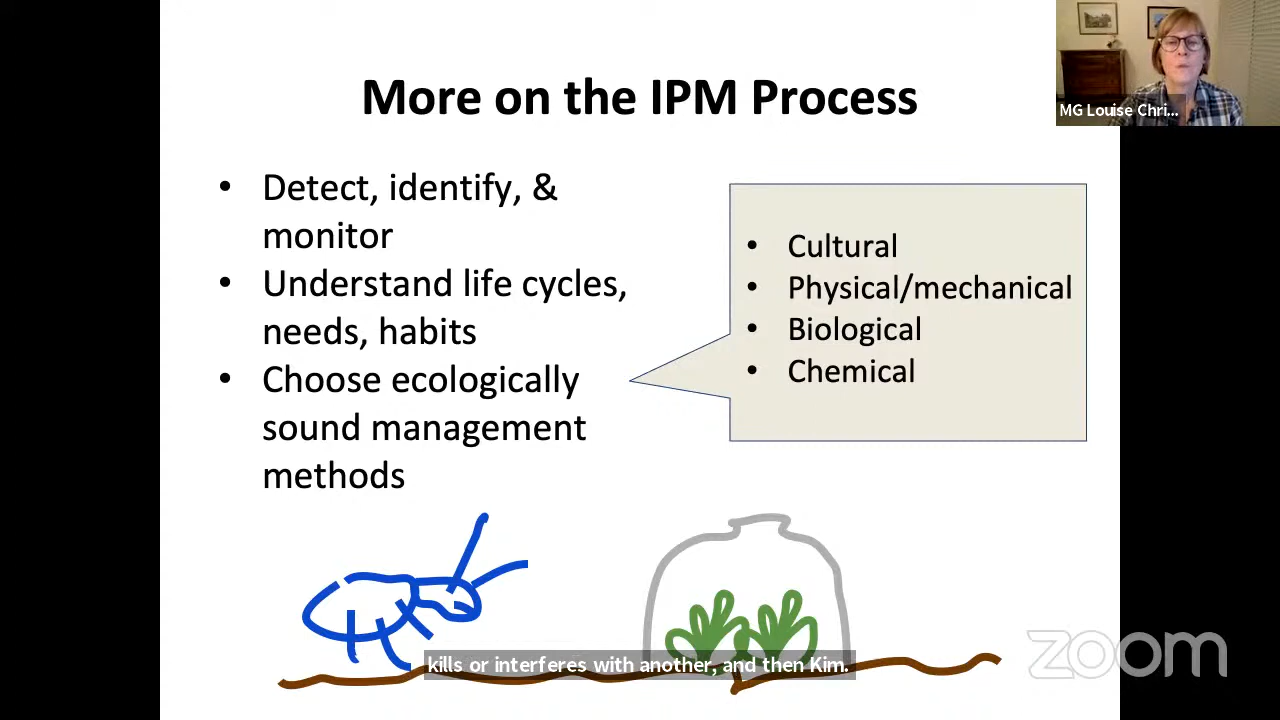 More on the IPM Process
MG Louise Chri...
• Detect, identify, &
monitor
• Understand life cycles,
needs, habits
• Choose ecologically
sound management
methods
• Cultural
• Physical/mechanical
• Biological
• Chemical
kills or interferes with another, and then Kim.
zoom